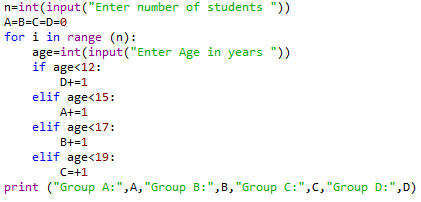 n=int(input("Enter number of students "))
A=B=C=D=0
for i in range (n):
    age=int(input("Enter Age in years "))
    if age<12:
        D+=1
    elif age<15:
        A+=1
    elif age<17:
        B+=1
    elif age<19:
        C=+1
print ("Group A:",A,"Group B:",B,"Group C:",C,"Group D:",D)